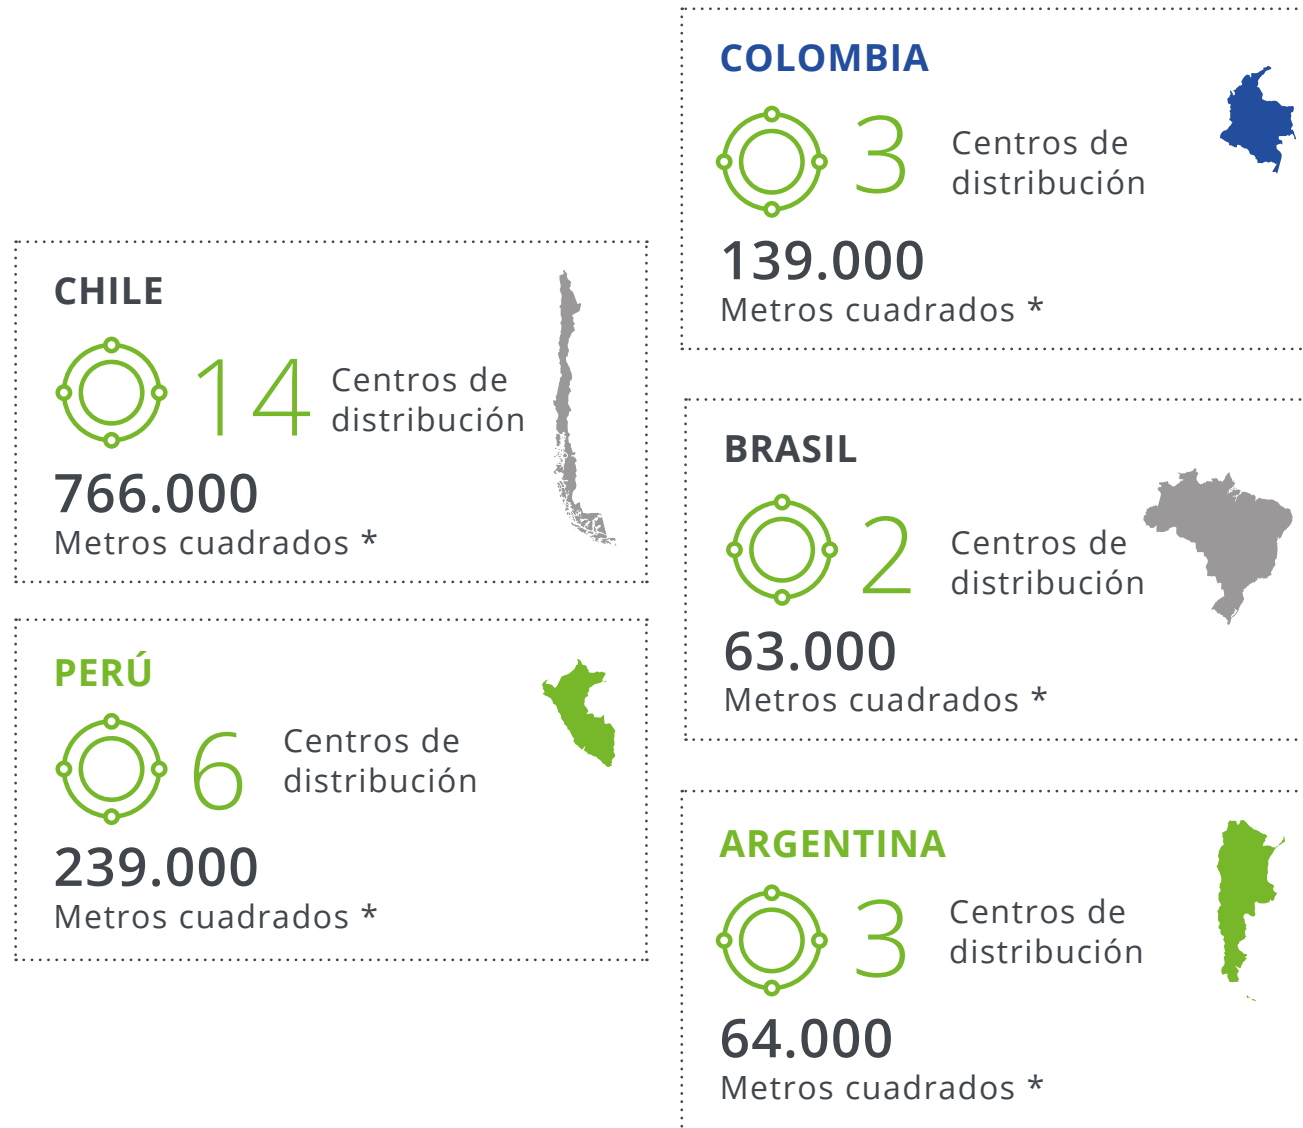 CHILE
14
Centros de
distribución
766.000
Metros cuadrados *
PERÚ
6
Centros de
distribución
239.000
Metros cuadrados *
COLOMBIA
3
Centros de
distribución
139.000
Metros cuadrados *
BRASIL
2
Centros de
distribución
63.000
Metros cuadrados *
ARGENTINA
3
Centros de
distribución
64.000
Metros cuadrados *